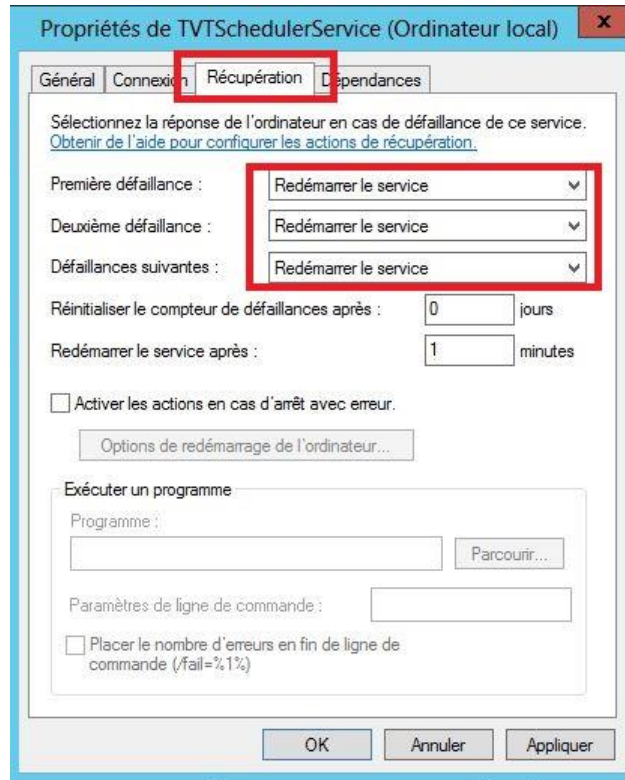 Propriétés de TVTSchedulerService (Ordinateur local)
x
Général Connexion Récupération Dépendances
Sélectionnez la réponse de l'ordinateur en cas de défaillance de ce service.
Obtenir de l'aide pour configurer les actions de récupération.
Première défaillance : Redémarrer le service
Deuxième défaillance : Redémarrer le service
Défaillances suivantes : Redémarrer le service
Réinitialiser le compteur de défaillances après : 0 jours
Redémarrer le service après : 1 minutes
Activer les actions en cas d'arrêt avec erreur.
Options de redémarrage de l'ordinateur...
Exécuter un programme
Programme :
Parcourir...
Paramètres de ligne de commande :
Placer le nombre d'erreurs en fin de ligne de
commande (/fail=%1%)
OK Annuler Appliquer